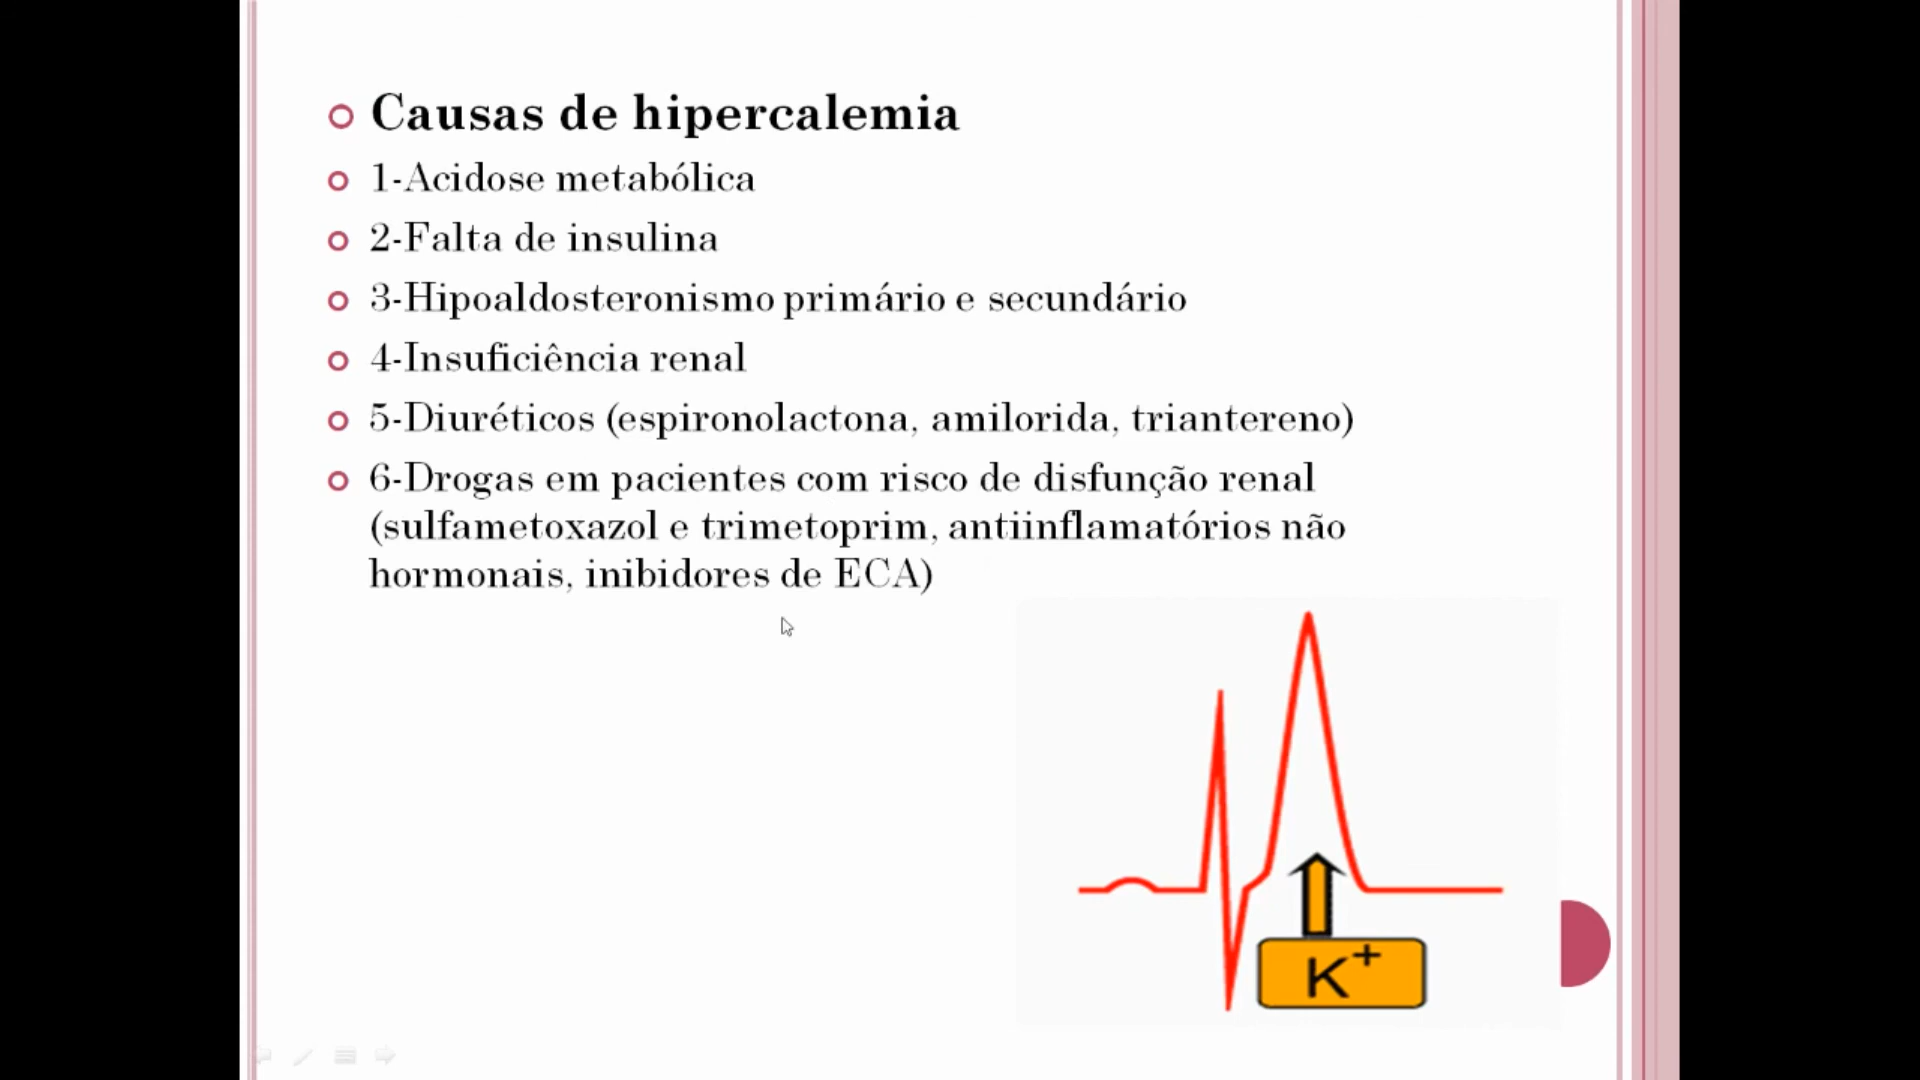 Causas de hipercalemia
1-Acidose metabólica
2-Falta de insulina
3-Hipoaldosteronismo primário e secundário
4-Insuficiência renal
5-Diuréticos (espironolactona, amilorida, triantereno)
6-Drogas em pacientes com risco de disfunção renal
(sulfametoxazol e trimetoprim, antiinflamatórios não
hormonais, inibidores de ECA)
K+